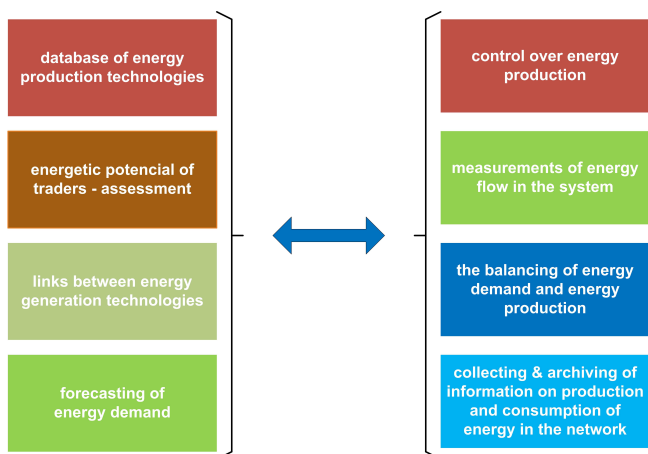 database of energy
production technologies
energetic potencial of
traders - assessment
links between energy
generation technologies
forecasting of
energy demand
control over energy
production
measurements of energy
flow in the system
the balancing of energy
demand and energy
production
collecting & archiving of
information on production
and consumption of
energy in the network